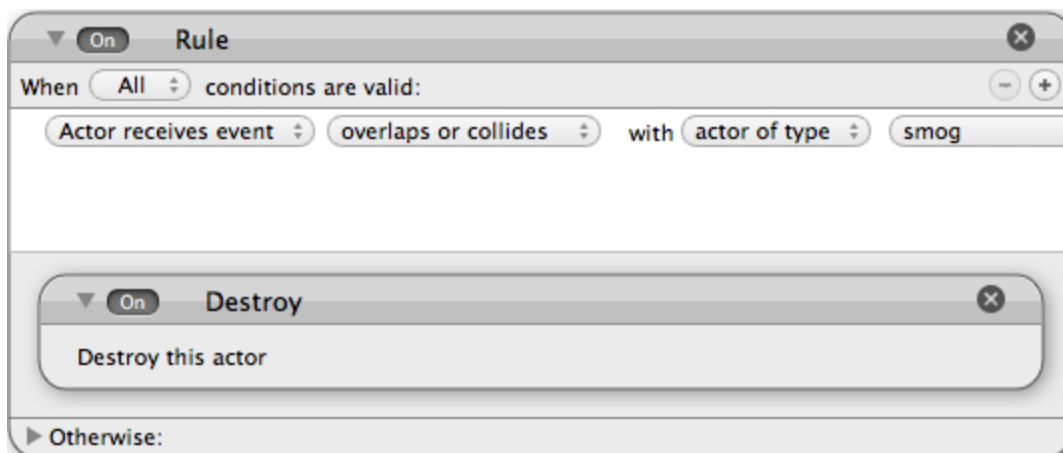 On Rule
When All conditions are valid:
Actor receives event overlaps or collides with actor of type smog
On Destroy
Destroy this actor
Otherwise: